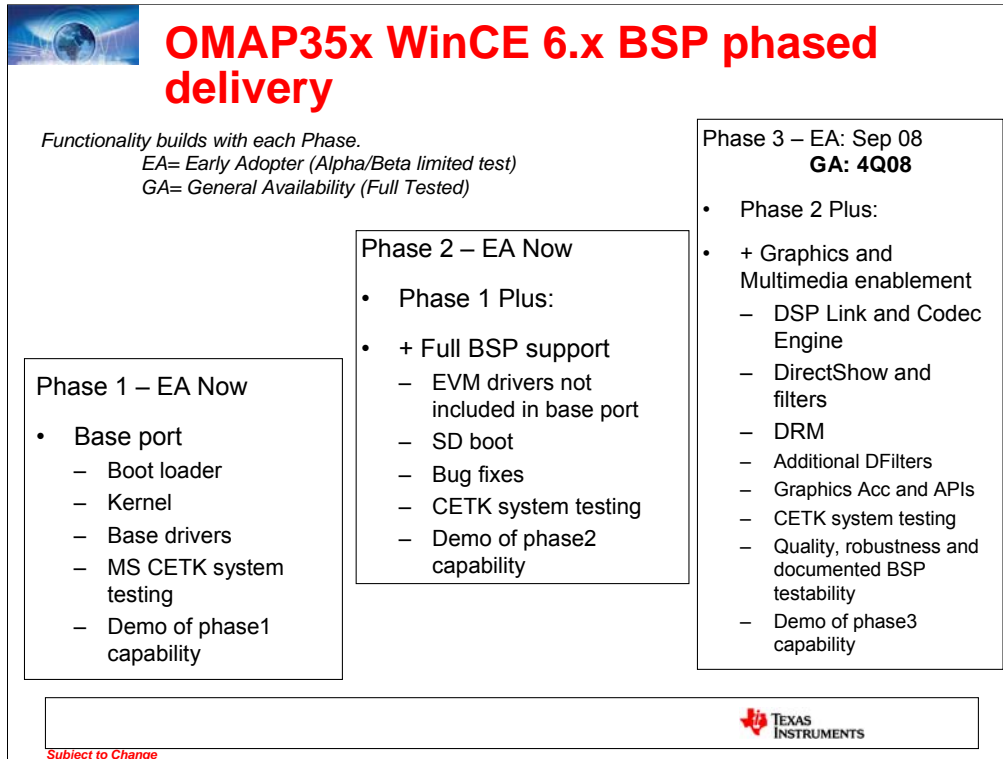 OMAP35x WinCE 6.x BSP phased
delivery
Functionality builds with each Phase.
EA= Early Adopter (Alpha/Beta limited test)
GA= General Availability (Full Tested)
Phase 1 – EA Now
• Base port
– Boot loader
– Kernel
– Base drivers
– MS CETK system
testing
– Demo of phase1
capability
Phase 2 – EA Now
• Phase 1 Plus:
• + Full BSP support
– EVM drivers not
included in base port
– SD boot
– Bug fixes
– CETK system testing
– Demo of phase2
capability
Phase 3 – EA: Sep 08
GA: 4Q08
• Phase 2 Plus:
• + Graphics and
Multimedia enablement
– DSP Link and Codec
Engine
– DirectShow and
filters
– DRM
– Additional DFilters
– Graphics Acc and APIs
– CETK system testing
– Quality, robustness and
documented BSP
testability
– Demo of phase3
capability
TEXAS
INSTRUMENTS
Subject to Change